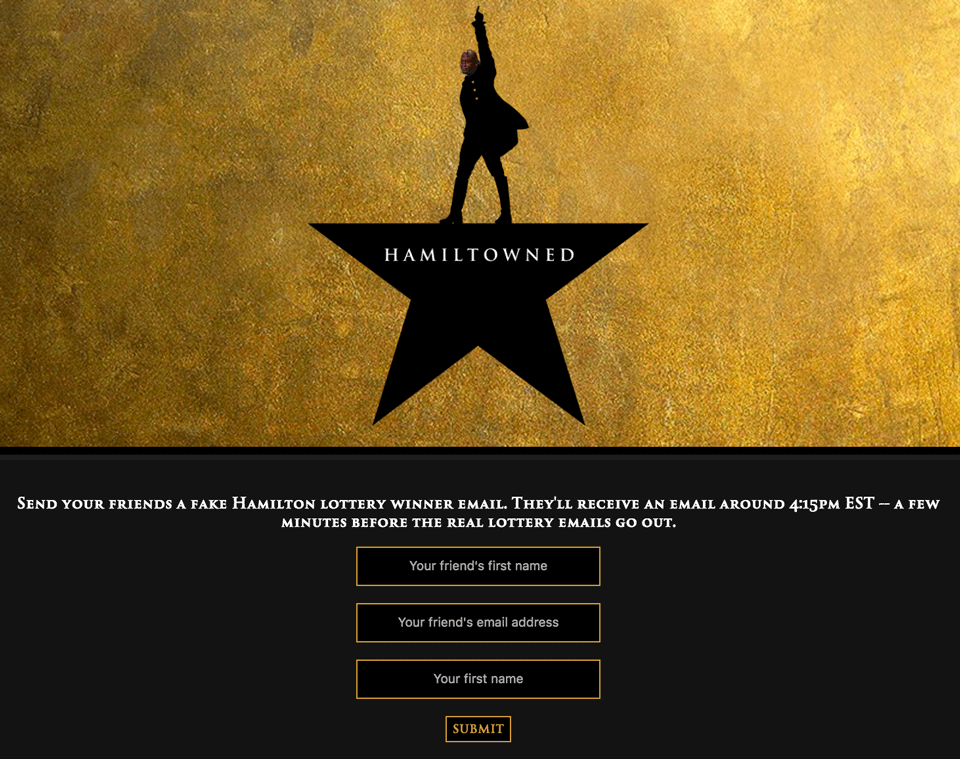 HAMILTOWNED
Send your friends a fake Hamilton lottery winner email. They'll receive an email around 4:15pm EST – a few
minutes before the real lottery emails go out.
Your friend's first name
Your friend's email address
Your first name
SUBMIT